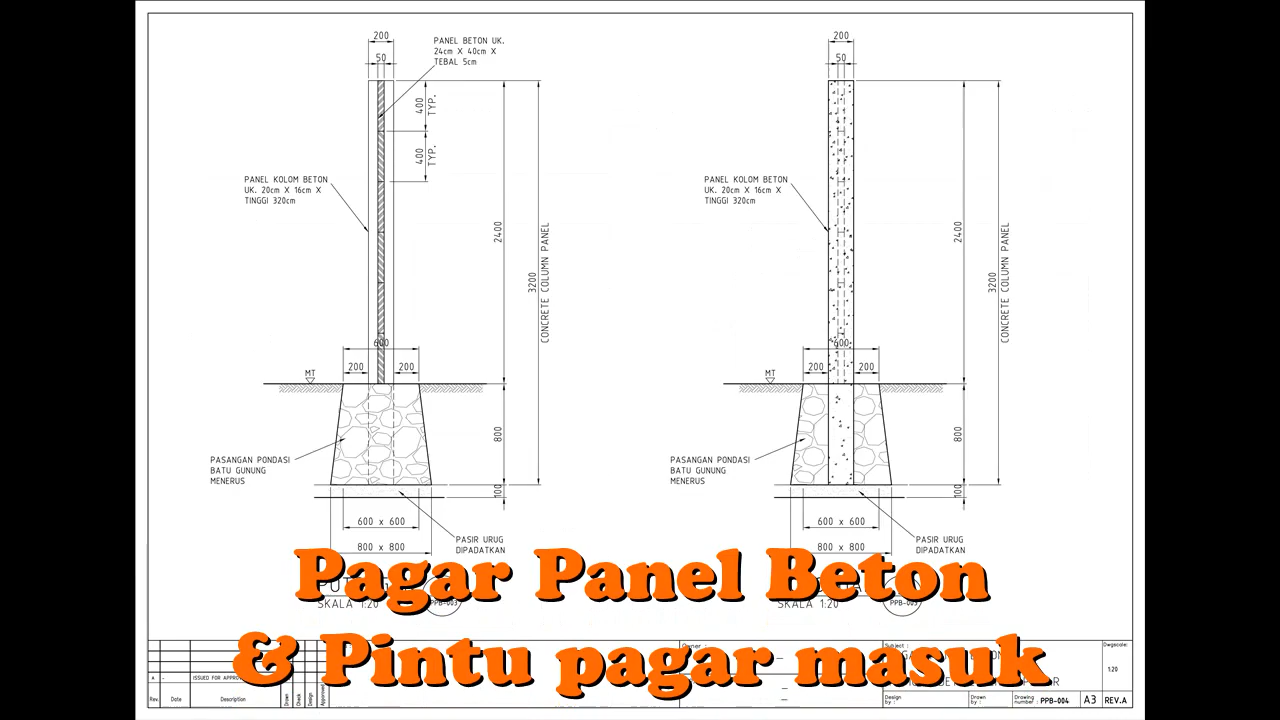 200
50
PANEL BETON UK.
24cm X 40cm X
TEBAL 5cm
400
TYP.
400
TYP.
PANEL KOLOM BETON
UK. 20cm X 16cm X
TINGGI 320cm
2400
3200
CONCRETE COLUMN PANEL
600
200
200
MT
800
PASANGAN PONDASI
BATU GUNUNG
MENERUS
100
600 x 600
PASIR URUG
DIPADATKAN
800 x 800
SKALA 1:20
PPB-003
200
50
PANEL KOLOM BETON
UK. 20cm X 16cm X
TINGGI 320cm
2400
3200
CONCRETE COLUMN PANEL
600
200
200
MT
800
PASANGAN PONDASI
BATU GUNUNG
MENERUS
100
600 x 600
PASIR URUG
DIPADATKAN
800 x 800
SKALA 1:20
PPB-003
Pagar Panel Beton
& Pintu pagar masuk
A
-
ISSUED FOR
Rev.
Date
Description
Drawn
Check
Design
Approved
Owner :
Subject :
Dwgscale:
1:20
Design
by :
Drawn
by :
Drawing
number : PPB-004
A3
REV.A